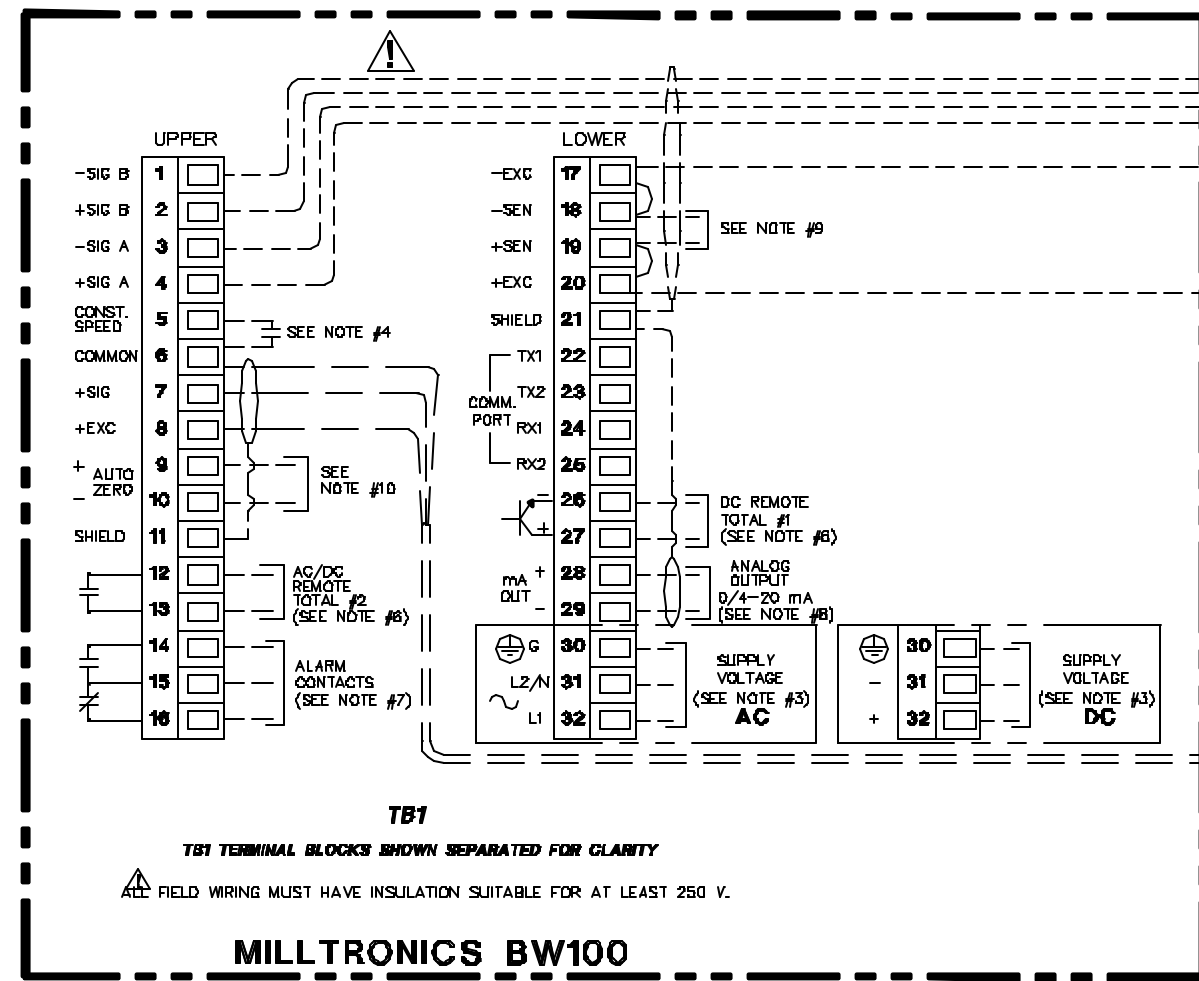 !
UPPER
-SIG B 1
+SIG B 2
-SIG A 3
+SIG A 4
CONST.
SPEED 5
COMMON 6
+SIG 7
+EXC 8
+ 9
AUTO
ZERO
- 10
SHIELD 11
12
13
14
15
16
SEE NOTE #4
SEE
NOTE #10
AC/DC
REMOTE
TOTAL #2
(SEE NOTE #6)
ALARM
CONTACTS
(SEE NOTE #7)
LOWER
-EXC 17
-SEN 18
+SEN 19
+EXC 20
SHIELD 21
TX1 22
TX2 23
COMM.
PORT
RX1 24
RX2 25
- 26
+ 27
mA
OUT
+ 28
- 29
G 30
L2/N 31
L1 32
SEE NOTE #9
DC REMOTE
TOTAL #1
(SEE NOTE #6)
ANALOG
OUTPUT
0/4-20 mA
(SEE NOTE #8)
SUPPLY
VOLTAGE
(SEE NOTE #3)
AC
30
- 31
+ 32
SUPPLY
VOLTAGE
(SEE NOTE #3)
DC
TB1
TB1 TERMINAL BLOCKS SHOWN SEPARATED FOR CLARITY
ALL FIELD WIRING MUST HAVE INSULATION SUITABLE FOR AT LEAST 250 V.
MILLTRONICS BW100